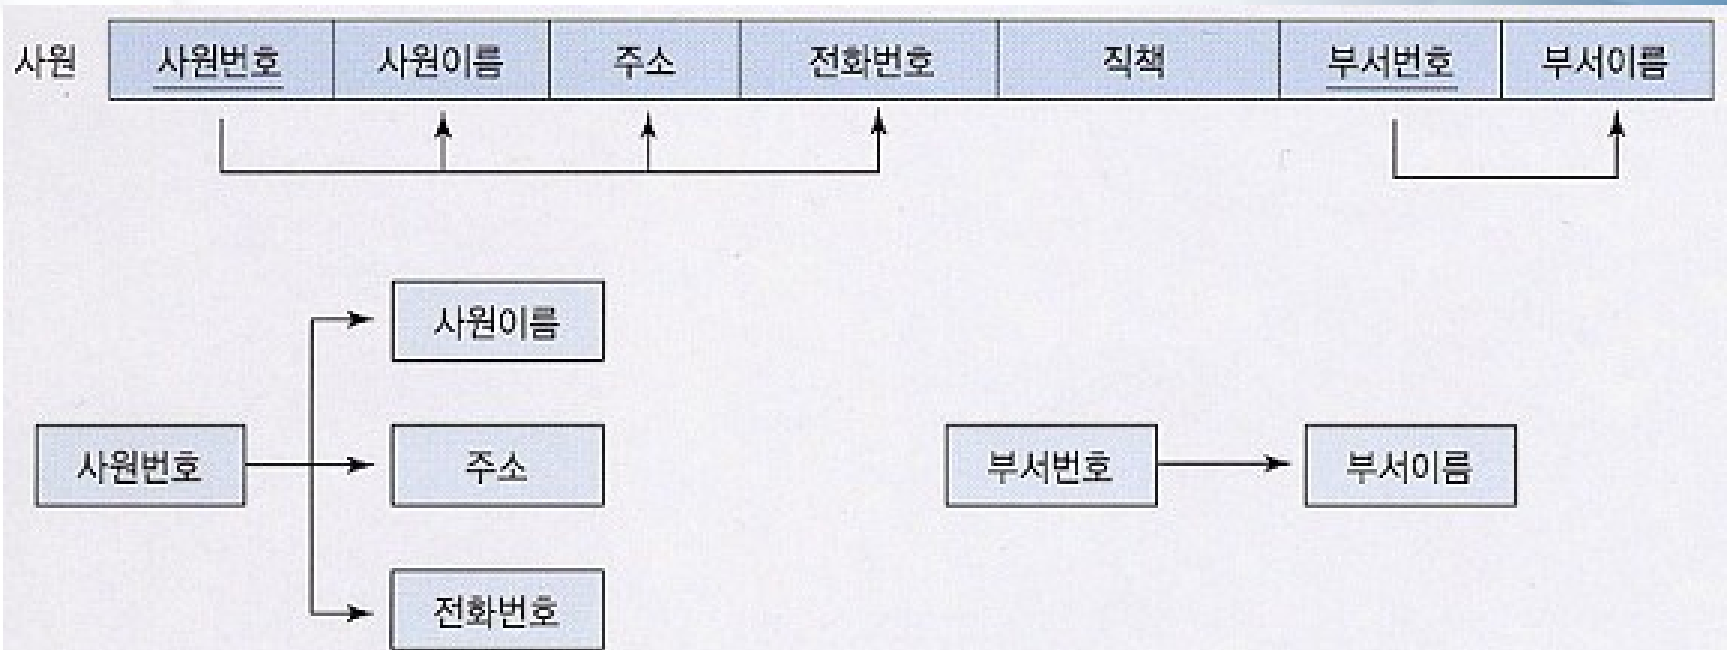 사원 사원번호 사원이름 주소 전화번호 직책 부서번호 부서이름
사원이름
사원번호 주소 부서번호 부서이름
전화번호